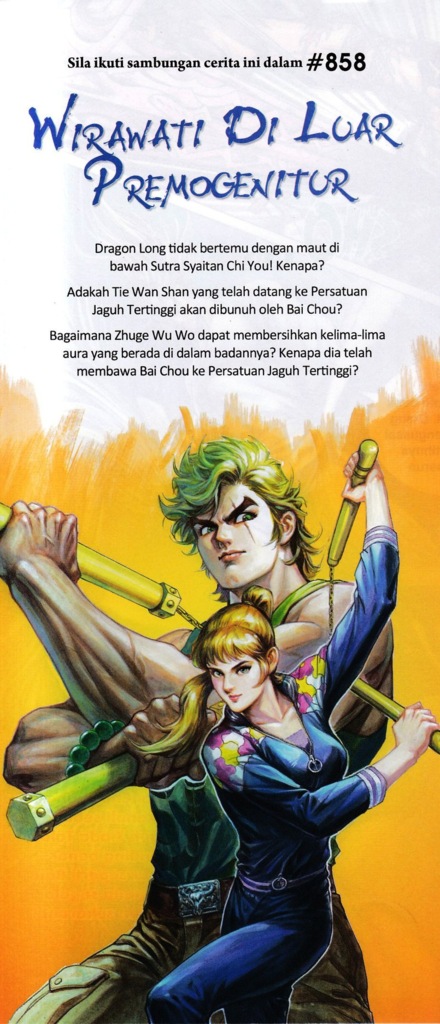 Sila ikuti sambungan cerita ini dalam #858
WIRAWATI DI LUAR
PREMOGENITUR
Dragon Long tidak bertemu dengan maut di
bawah Sutra Syaitan Chi You! Kenapa?
Adakah Tie Wan Shan yang telah datang ke Persatuan
Jaguh Tertinggi akan dibunuh oleh Bai Chou?
Bagaimana Zhuge Wu Wo dapat membersihkan kelima-lima
aura yang berada di dalam badannya? Kenapa dia telah
membawa Bai Chou ke Persatuan Jaguh Tertinggi?